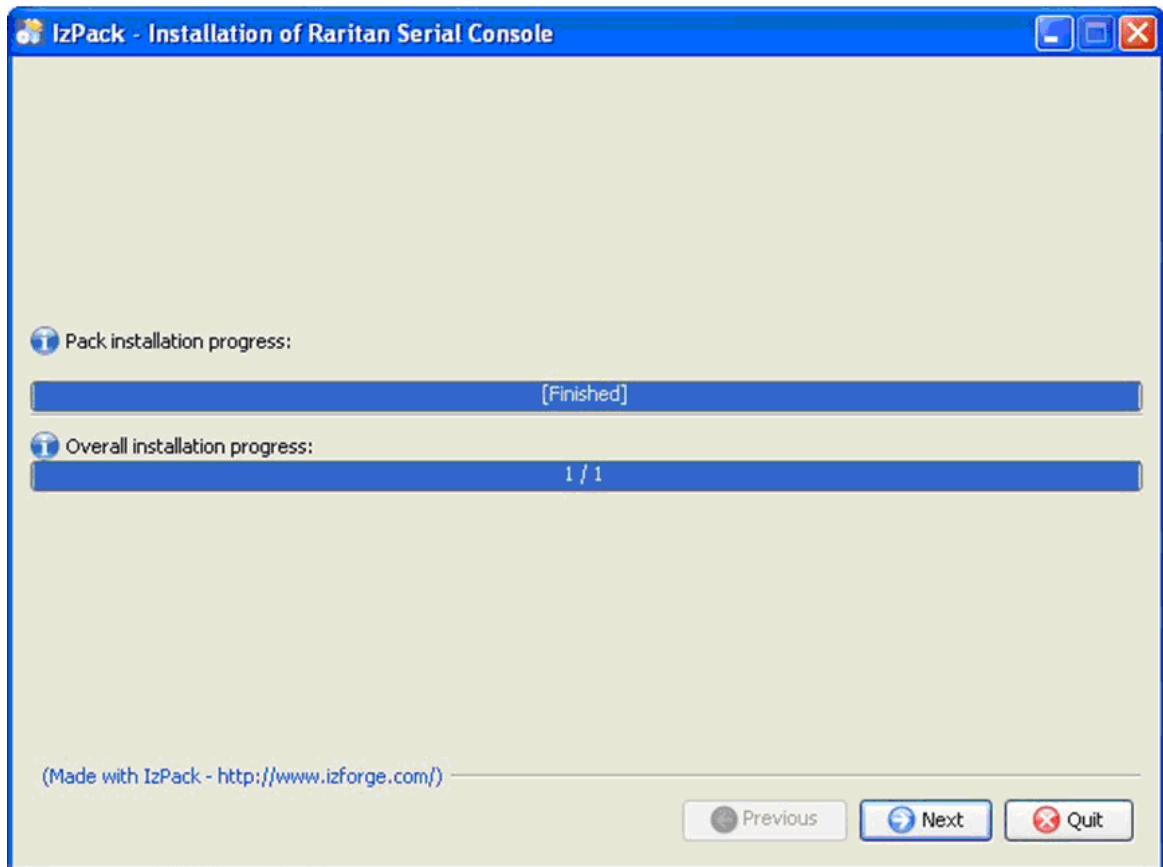 IzPack - Installation of Raritan Serial Console
Pack installation progress:
[Finished]
Overall installation progress:
1 / 1
(Made with IzPack - http://www.izforge.com/)
Previous
Next
Quit